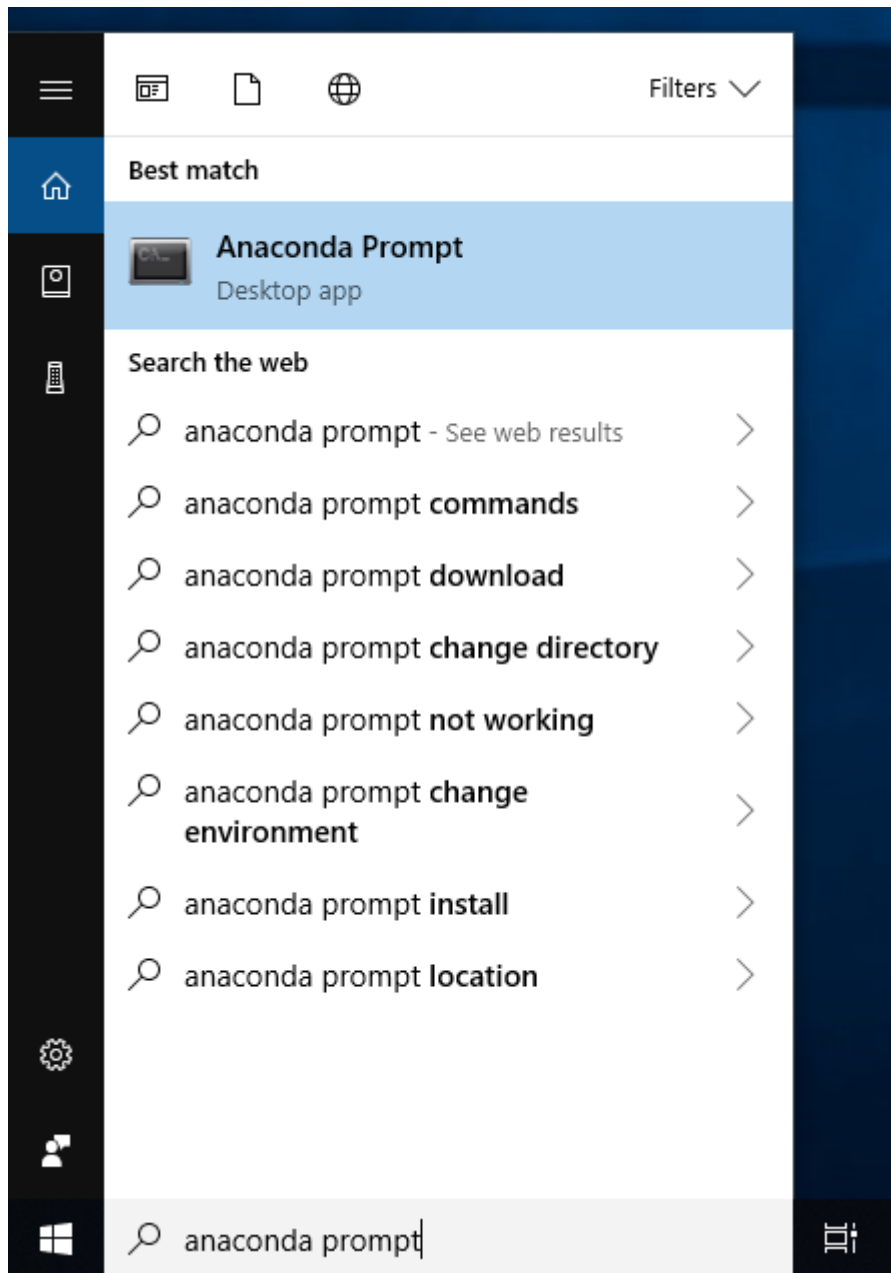 Filters
Best match
Anaconda Prompt
Desktop app
Search the web
anaconda prompt - See web results
anaconda prompt commands
anaconda prompt download
anaconda prompt change directory
anaconda prompt not working
anaconda prompt change
environment
anaconda prompt install
anaconda prompt location
anaconda prompt